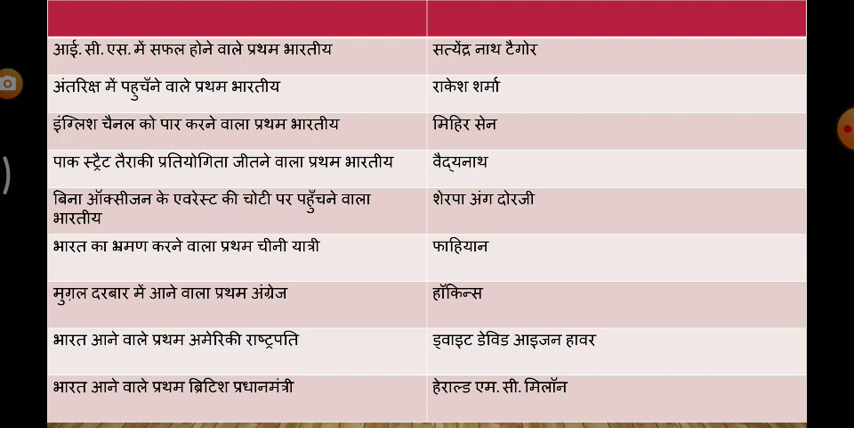 आई. सी. एस. में सफल होने वाले प्रथम भारतीय सत्येंद्र नाथ टैगोर
अंतरिक्ष में पहुचँने वाले प्रथम भारतीय राकेश शर्मा
इंग्लिश चैनल को पार करने वाला प्रथम भारतीय मिहिर सेन
पाक स्ट्रैट तैराकी प्रतियोगिता जीतने वाला प्रथम भारतीय वैद्यनाथ
बिना ऑक्सीजन के एवरेस्ट की चोटी पर पहुँचने वाला शेरपा अंग दोरजी
भारतीय
भारत का भ्रमण करने वाला प्रथम चीनी यात्री फाहियान
मुग़ल दरबार में आने वाला प्रथम अंग्रेज हॉकिन्स
भारत आने वाले प्रथम अमेरिकी राष्ट्रपति ड्वाइट डेविड आइजन हावर
भारत आने वाले प्रथम ब्रिटिश प्रधानमंत्री हेराल्ड एम. सी. मिलॉन